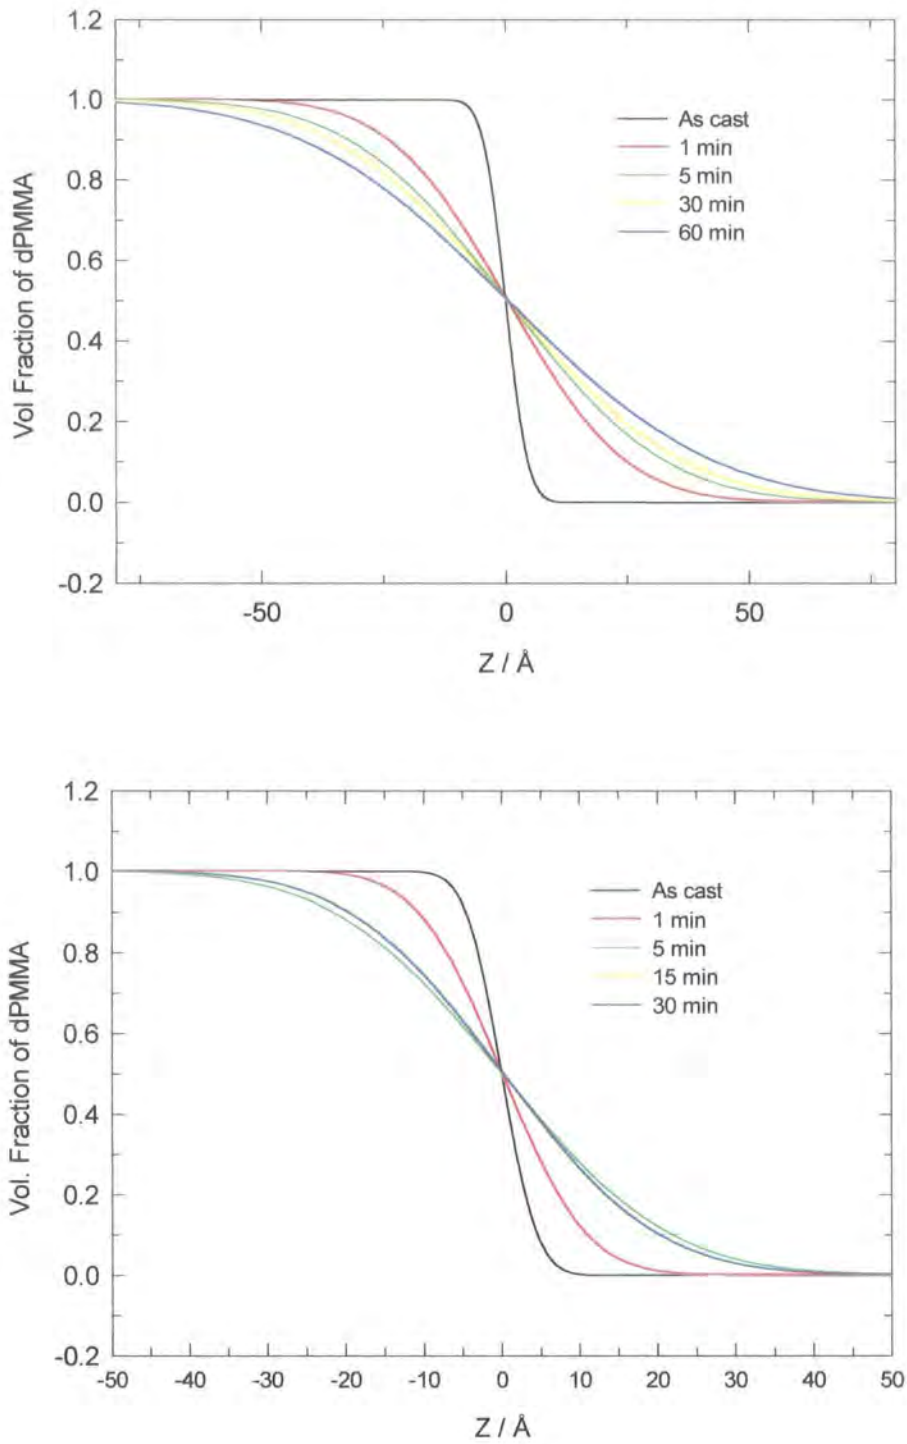 1.2
1.0
0.8
0.6
0.4
0.2
0.0
-0.2
Vol Fraction of dPMMA
As cast
1 min
5 min
30 min
60 min
-50 0 50
Z / Å
1.2
1.0
0.8
0.6
0.4
0.2
0.0
-0.2
Vol. Fraction of dPMMA
As cast
1 min
5 min
15 min
30 min
-50 -40 -30 -20 -10 0 10 20 30 40 50
Z / Å